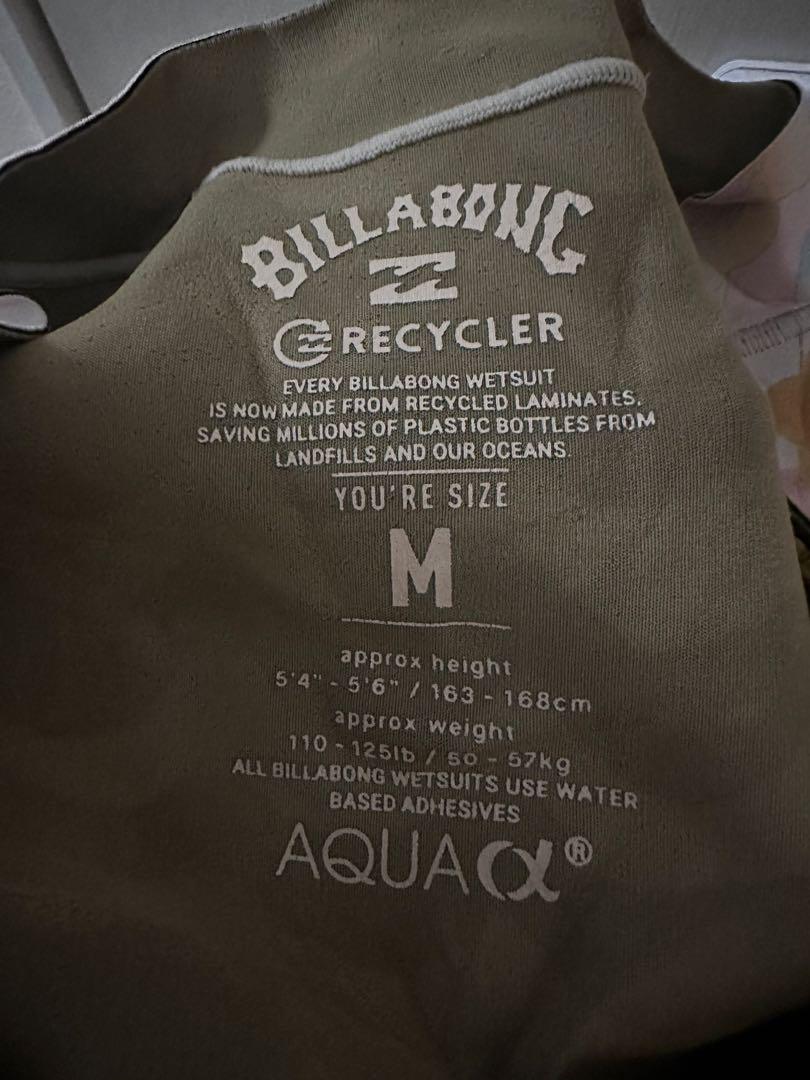 BILLABONG
RECYCLER
EVERY BILLABONG WETSUIT
IS NOW MADE FROM RECYCLED LAMINATES.
SAVING MILLIONS OF PLASTIC BOTTLES FROM
LANDFILLS AND OUR OCEANS.
YOU'RE SIZE
M
approx height
5'4" - 5'6" / 163 - 168cm
approx weight
110 - 125lb / 50 - 57kg
ALL BILLABONG WETSUITS USE WATER
BASED ADHESIVES
AQUA α®